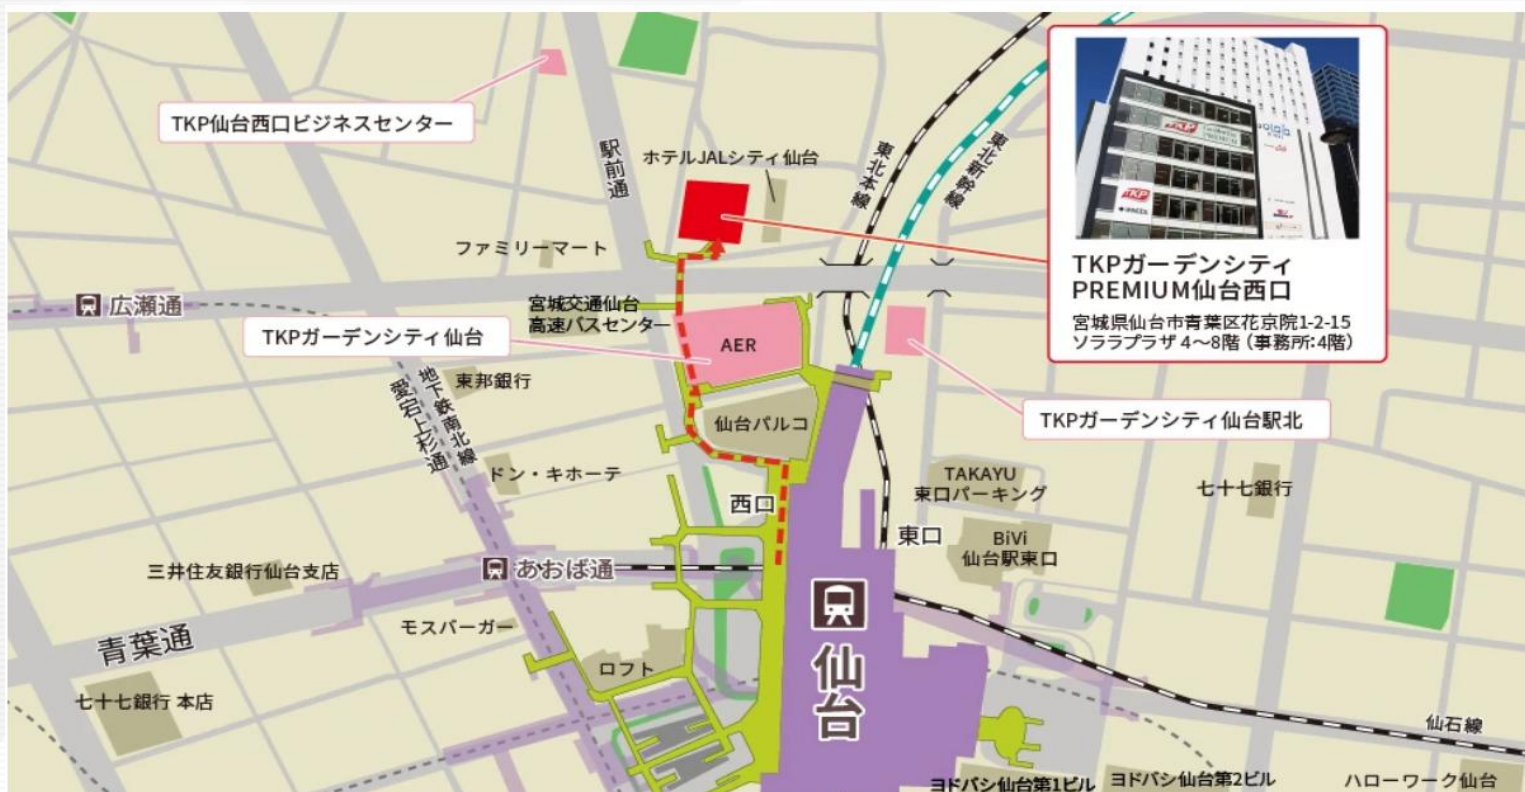 TKP仙台西口ビジネスセンター
駅前通
ホテルJALシティ仙台
東北本線
東北新幹線
TKP
TKP
TKPガーデンシティ
PREMIUM仙台西口
宮城県仙台市青葉区花京院1-2-15
ソララプラザ 4～8階 (事務所:4階)
ファミリーマート
広瀬通
宮城交通仙台
高速バスセンター
TKPガーデンシティ仙台
AER
東邦銀行
地下鉄南北線
愛宕上杉通
仙台パルコ
TKPガーデンシティ仙台駅北
ドン・キホーテ
西口
TAKAYU
東口パーキング
七十七銀行
東口
BiVi
仙台駅東口
三井住友銀行仙台支店
あおば通
モスバーガー
青葉通
ロフト
仙台
七十七銀行 本店
仙石線
ヨドバシ仙台第1ビル
ヨドバシ仙台第2ビル
ハローワーク仙台